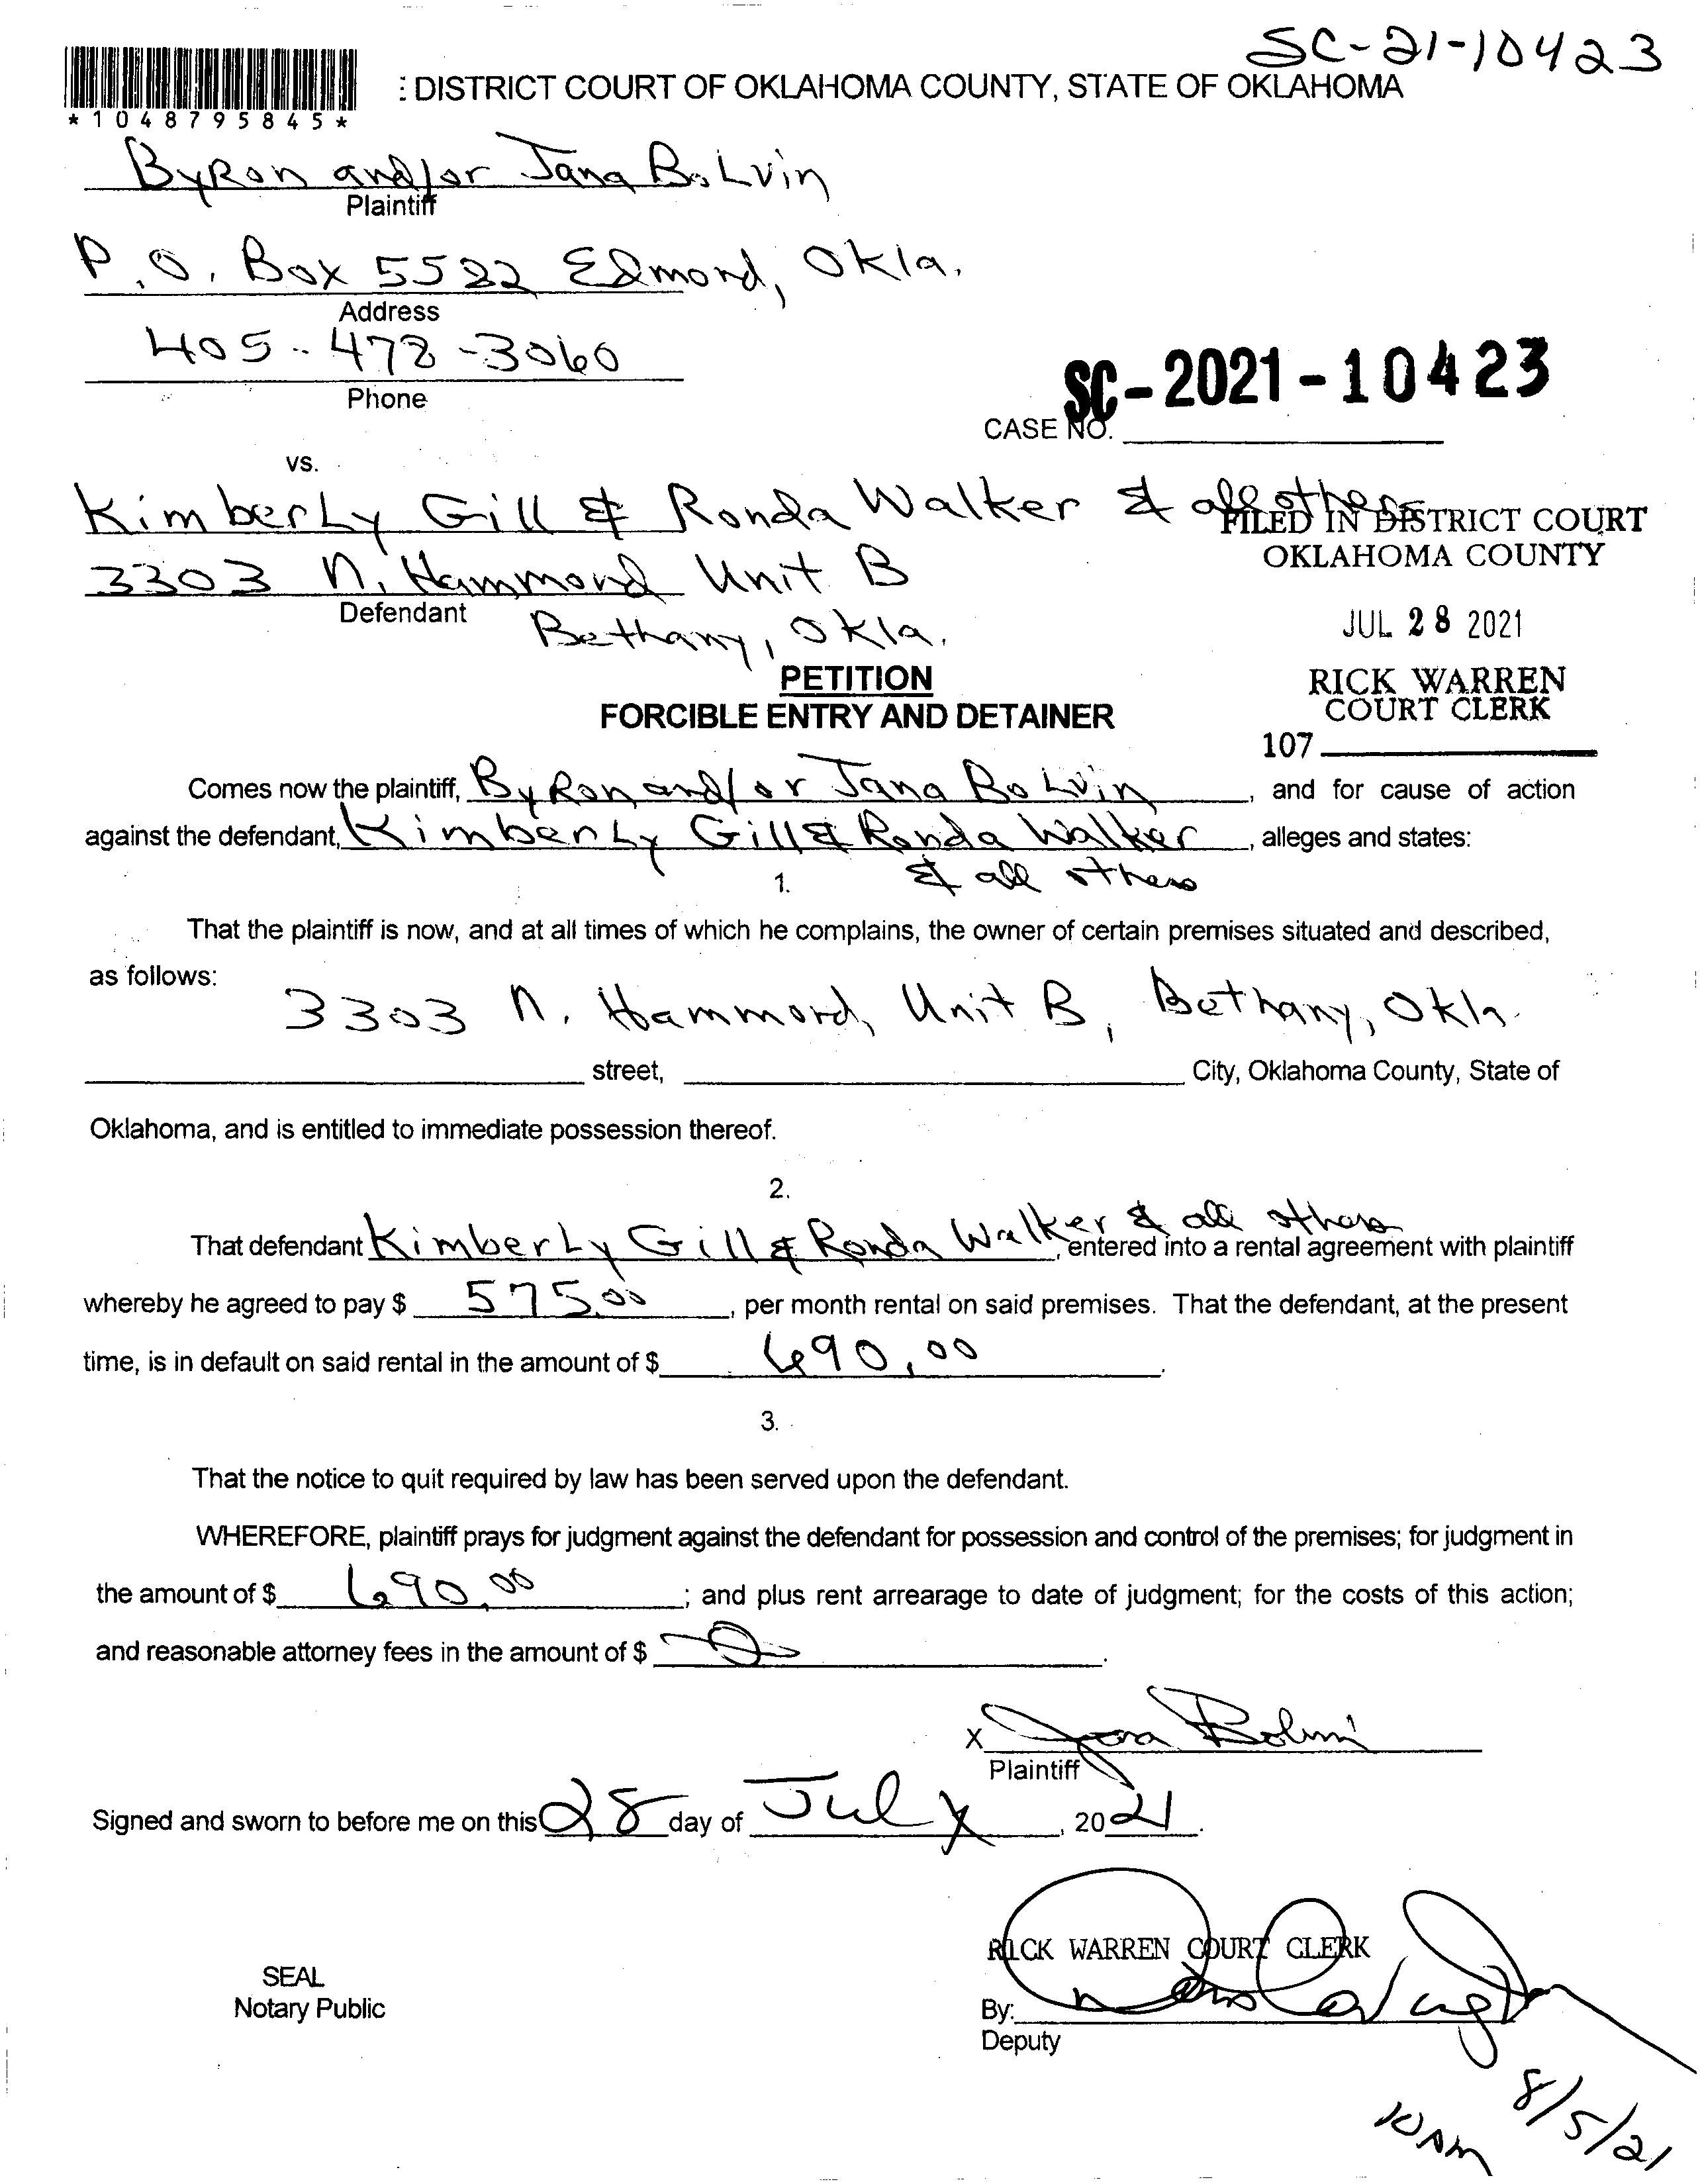 SC-21-10423
: DISTRICT COURT OF OKLAHOMA COUNTY, STATE OF OKLAHOMA
*1048795845*
ByRon and/or Jana BoLvin
Plaintiff
P.O. Box 5522 Edmond, Okla.
Address
405-478-3060
Phone
SC-2021-10423
CASE NO.
vs.
KimberLy Gill & Ronda Walker & all others
FILED IN DISTRICT COURT
OKLAHOMA COUNTY
3303 N. Hammond Unit B
Defendant
Bethany, Okla.
JUL 28 2021
PETITION
FORCIBLE ENTRY AND DETAINER
RICK WARREN
COURT CLERK
107
Comes now the plaintiff, ByRon and/or Jana BoLvin, and for cause of action
against the defendant, KimberLy Gill & Ronda Walker, alleges and states:
& all others
1.
That the plaintiff is now, and at all times of which he complains, the owner of certain premises situated and described,
as follows:
3303 N. Hammond, Unit B, Bethany, Okla.
street, City, Oklahoma County, State of
Oklahoma, and is entitled to immediate possession thereof.
2.
That defendant KimberLy Gill & Ronda Walker & all others, entered into a rental agreement with plaintiff
whereby he agreed to pay $ 575.00, per month rental on said premises. That the defendant, at the present
time, is in default on said rental in the amount of $ 690.00.
3.
That the notice to quit required by law has been served upon the defendant.
WHEREFORE, plaintiff prays for judgment against the defendant for possession and control of the premises; for judgment in
the amount of $ 690.00; and plus rent arrearage to date of judgment; for the costs of this action;
and reasonable attorney fees in the amount of $ 0.
X Jana Bolvin
Plaintiff
Signed and sworn to before me on this 28 day of July, 2021.
RICK WARREN COURT CLERK
SEAL
Notary Public
By:
Deputy
8/5/21
10 AM